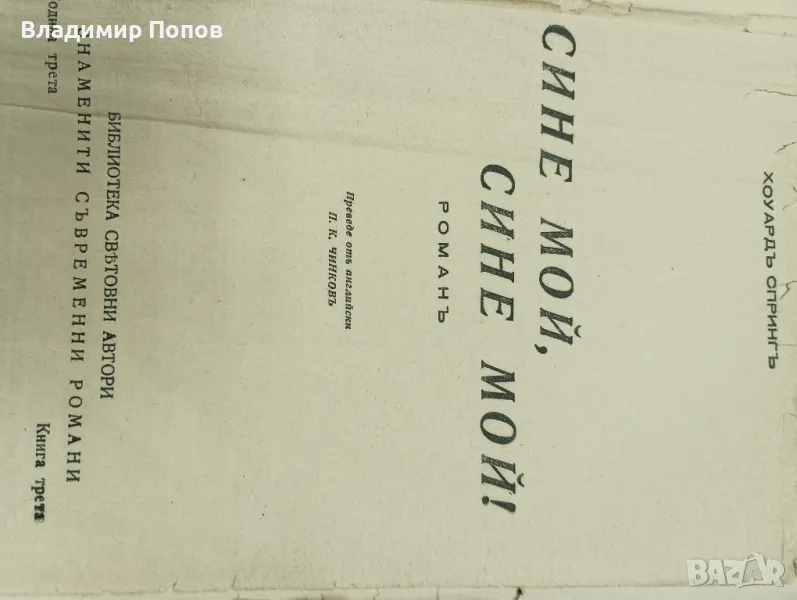 Владимир Попов
ХОУАРДЪ СПРИНГЪ
СИНЕ МОЙ,
СИНЕ МОЙ!
РОМАНЪ
Преведе отъ английски
П. К. ЧИНКОВЪ
БИБЛИОТЕКА СВѢТОВНИ АВТОРИ
ЗНАМЕНИТИ СЪВРЕМЕННИ РОМАНИ
трета
Книга трета
BAZAR